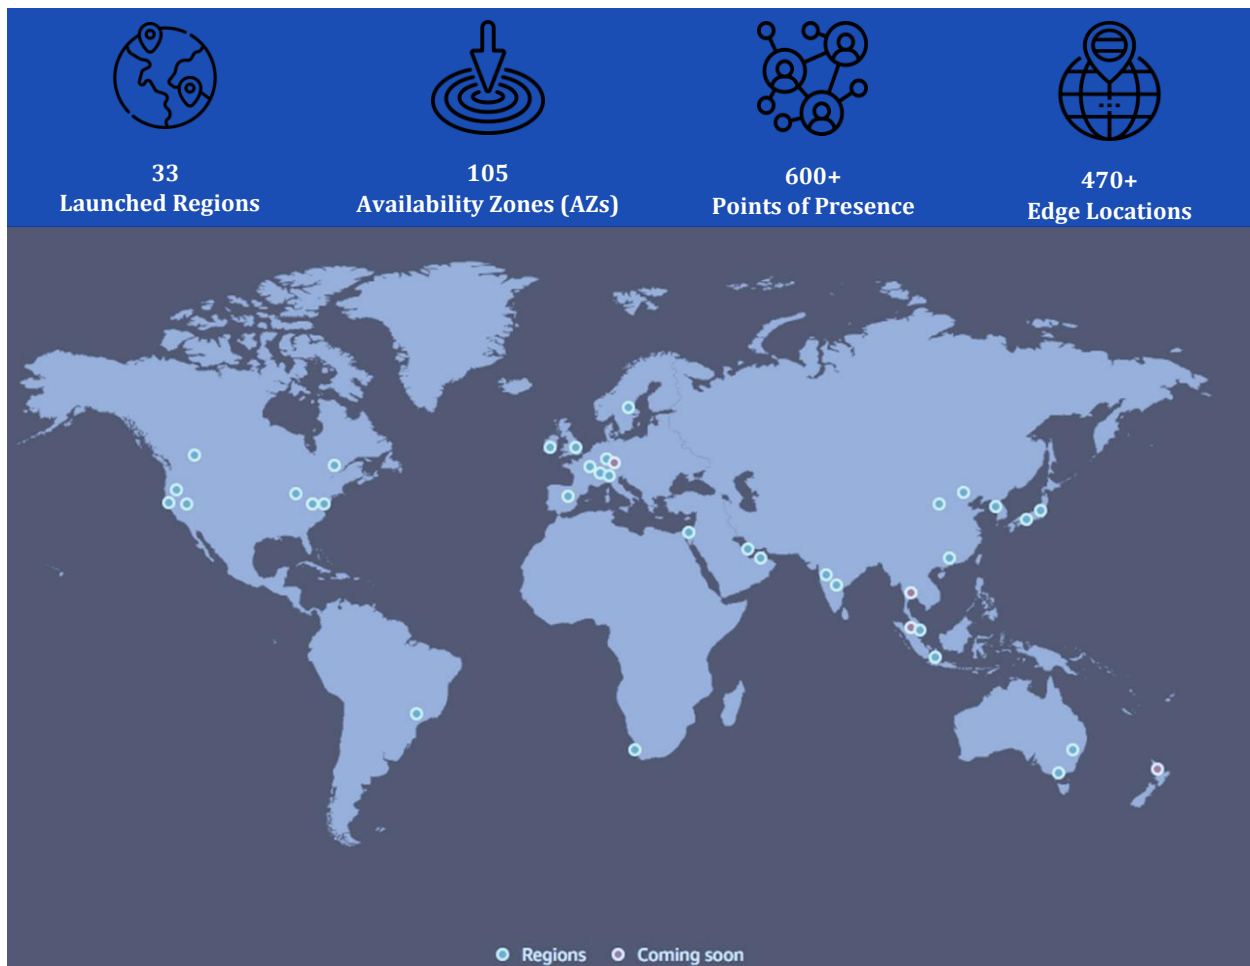 33
Launched Regions
105
Availability Zones (AZs)
600+
Points of Presence
470+
Edge Locations
Regions
Coming soon